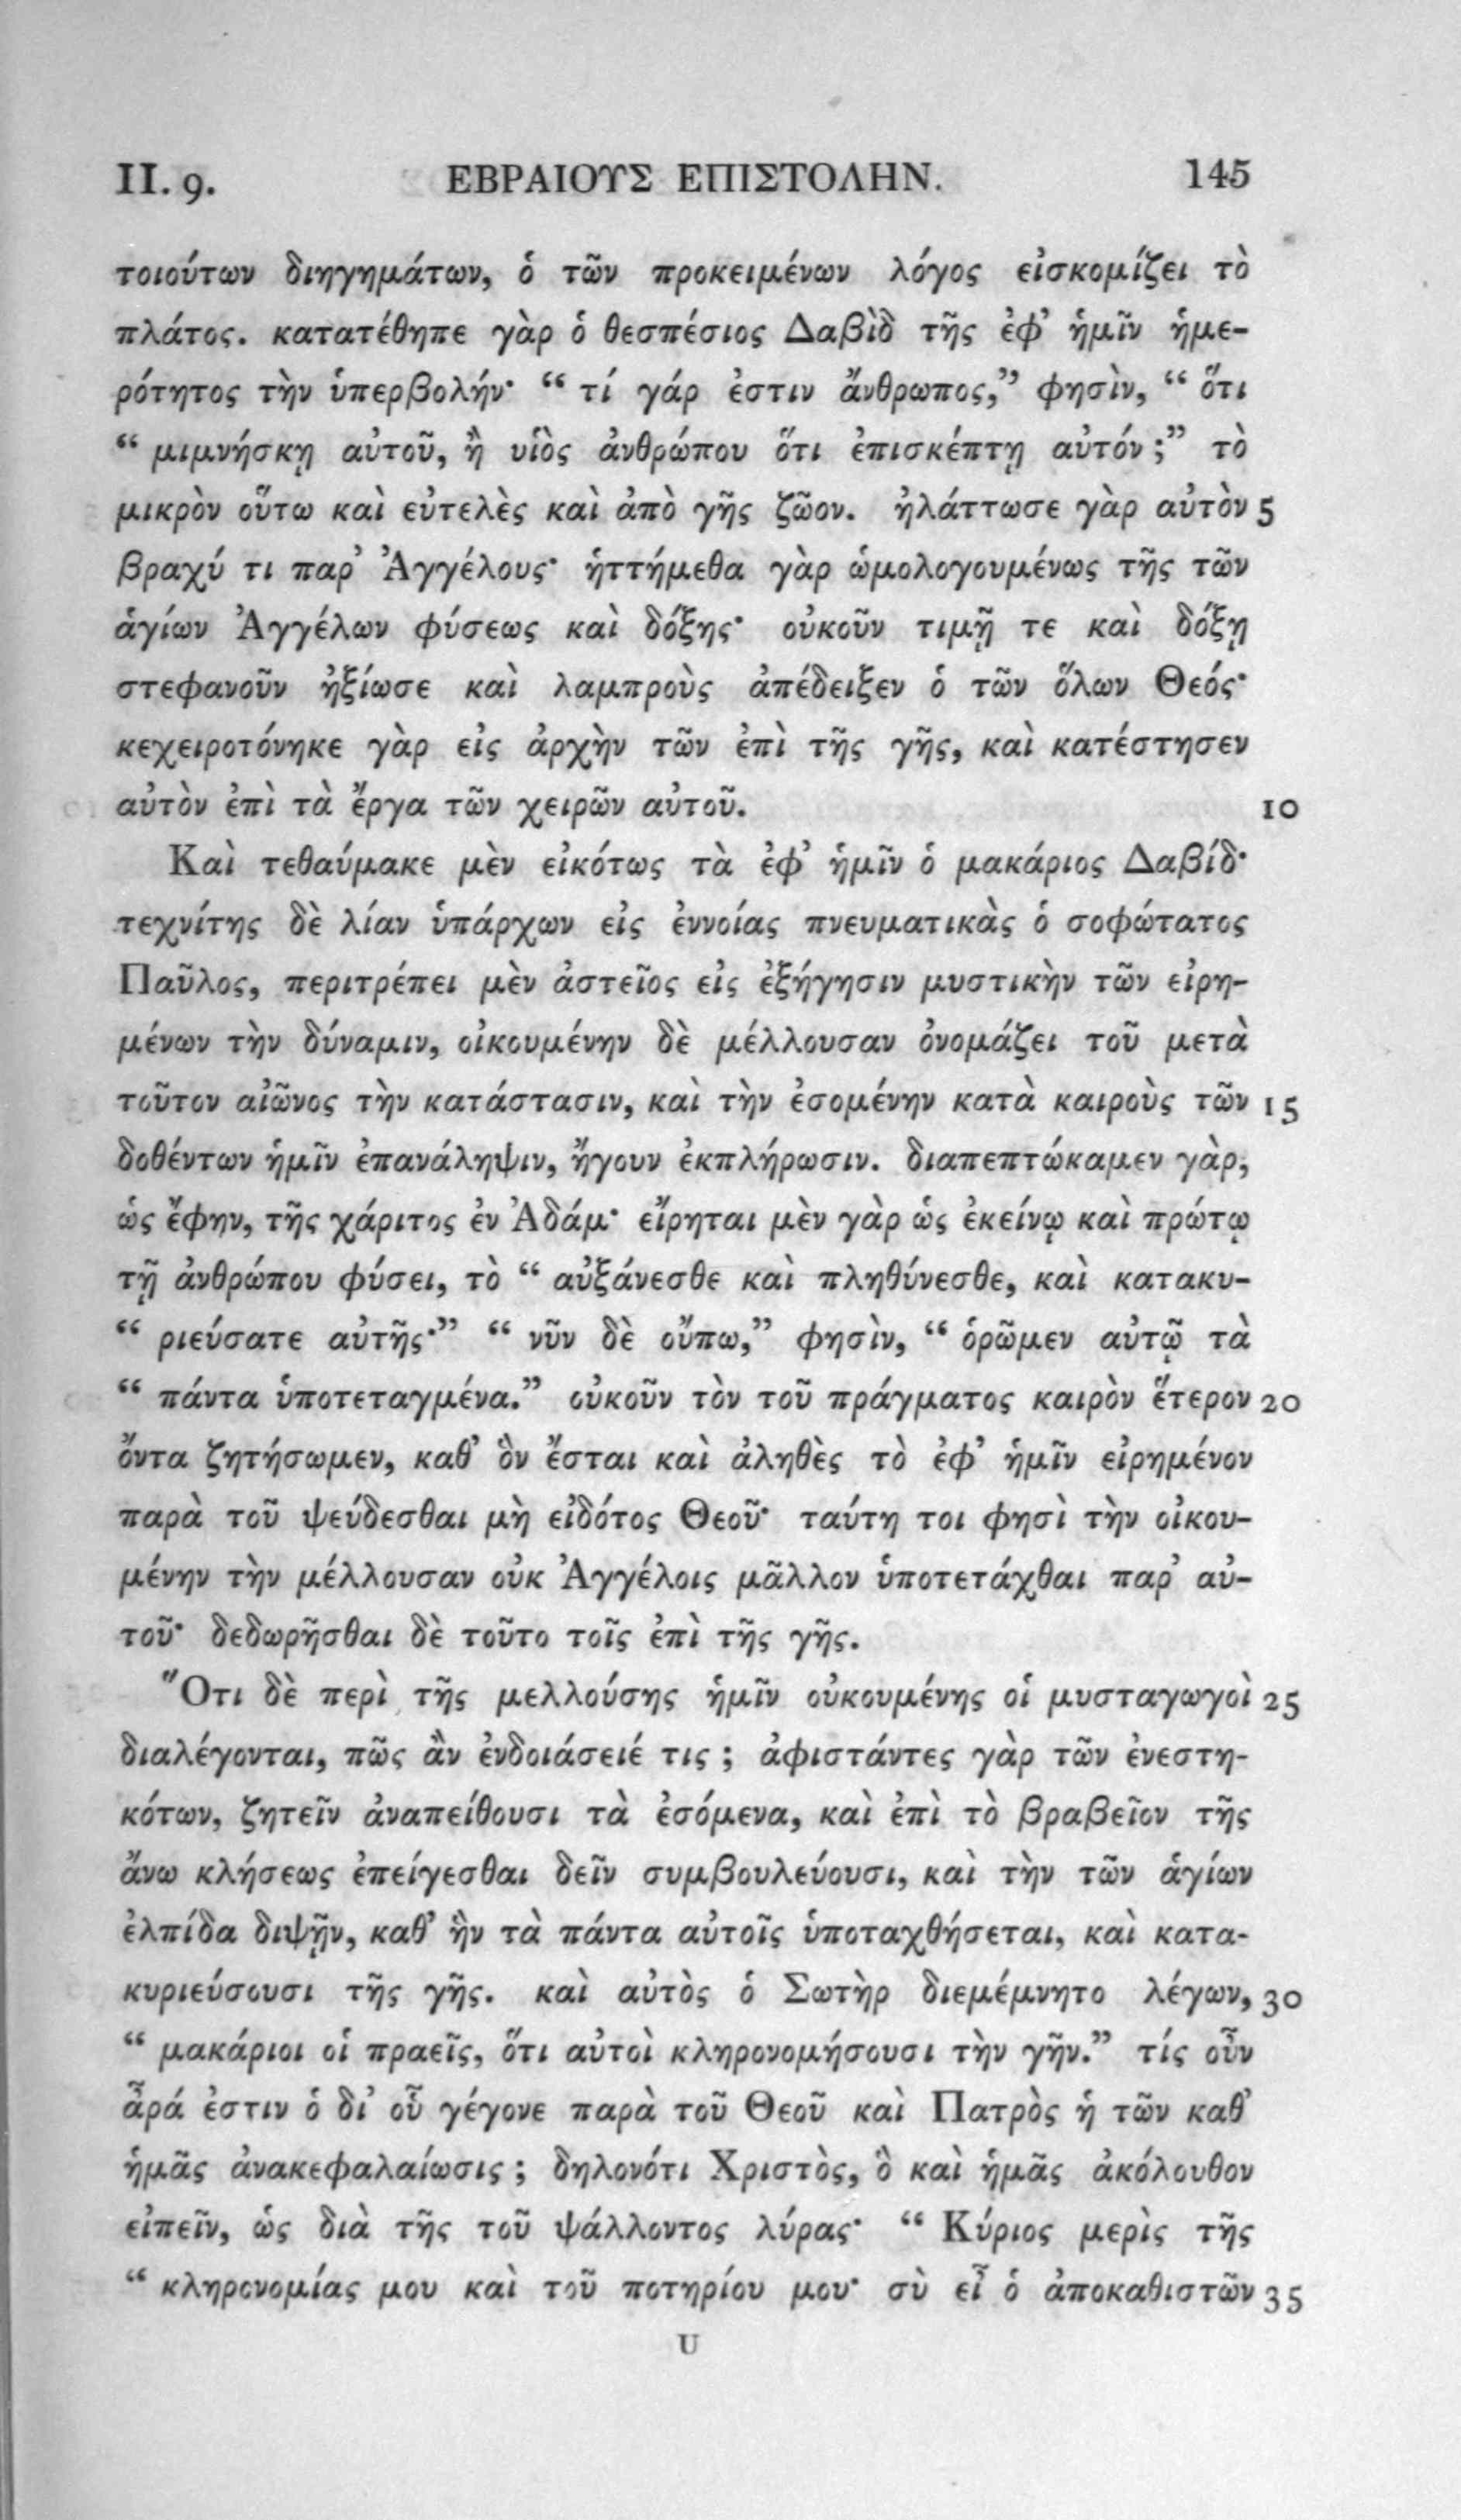 II. 9. ΕΒΡΑΙΟΥΣ ΕΠΙΣΤΟΛΗΝ. 145
τοιούτων διηγημάτων, ὁ τῶν προκειμένων λόγος εἰσκομίζει τὸ
πλάτος. κατατέθηπε γὰρ ὁ θεσπέσιος Δαβὶδ τῆς ἐφ’ ἡμῖν ἡμε-
ρότητος τὴν ὑπερβολήν· “ τί γάρ ἐστιν ἄνθρωπος,” φησὶν, “ ὅτι
“ μιμνήσκῃ αὐτοῦ, ἢ υἱὸς ἀνθρώπου ὅτι ἐπισκέπτῃ αὐτόν ;” τὸ
μικρὸν οὕτω καὶ εὐτελὲς καὶ ἀπὸ γῆς ζῶον. ἠλάττωσε γὰρ αὐτὸν 5
βραχύ τι παρ’ Ἀγγέλους· ἡττήμεθα γὰρ ὡμολογουμένως τῆς τῶν
ἁγίων Ἀγγέλων φύσεως καὶ δόξης· οὐκοῦν τιμῇ τε καὶ δόξῃ
στεφανοῦν ἠξίωσε καὶ λαμπροὺς ἀπέδειξεν ὁ τῶν ὅλων Θεός·
κεχειροτόνηκε γὰρ εἰς ἀρχὴν τῶν ἐπὶ τῆς γῆς, καὶ κατέστησεν
αὐτὸν ἐπὶ τὰ ἔργα τῶν χειρῶν αὐτοῦ. 10
Καὶ τεθαύμακε μὲν εἰκότως τὰ ἐφ’ ἡμῖν ὁ μακάριος Δαβίδ·
τεχνίτης δὲ λίαν ὑπάρχων εἰς ἐννοίας πνευματικὰς ὁ σοφώτατος
Παῦλος, περιτρέπει μὲν ἀστεῖος εἰς ἐξήγησιν μυστικὴν τῶν εἰρη-
μένων τὴν δύναμιν, οἰκουμένην δὲ μέλλουσαν ὀνομάζει τοῦ μετὰ
τοῦτον αἰῶνος τὴν κατάστασιν, καὶ τὴν ἐσομένην κατὰ καιροὺς τῶν 15
δοθέντων ἡμῖν ἐπανάληψιν, ἤγουν ἐκπλήρωσιν. διαπεπτώκαμεν γὰρ,
ὡς ἔφην, τῆς χάριτος ἐν Ἀδάμ· εἴρηται μὲν γὰρ ὡς ἐκείνῳ καὶ πρώτῳ
τῇ ἀνθρώπου φύσει, τὸ “ αὐξάνεσθε καὶ πληθύνεσθε, καὶ κατακυ-
“ ριεύσατε αὐτῆς·” “ νῦν δὲ οὔπω,” φησὶν, “ ὁρῶμεν αὐτῷ τὰ
“ πάντα ὑποτεταγμένα.” οὐκοῦν τὸν τοῦ πράγματος καιρὸν ἕτερον 20
ὄντα ζητήσωμεν, καθ’ ὃν ἔσται καὶ ἀληθὲς τὸ ἐφ’ ἡμῖν εἰρημένον
παρὰ τοῦ ψεύδεσθαι μὴ εἰδότος Θεοῦ· ταύτη τοι φησὶ τὴν οἰκου-
μένην τὴν μέλλουσαν οὐκ Ἀγγέλοις μᾶλλον ὑποτετάχθαι παρ’ αὐ-
τοῦ· δεδωρῆσθαι δὲ τοῦτο τοῖς ἐπὶ τῆς γῆς.
Ὅτι δὲ περὶ τῆς μελλούσης ἡμῖν οὐκουμένης οἱ μυσταγωγοὶ 25
διαλέγονται, πῶς ἂν ἐνδοιάσειέ τις ; ἀφιστάντες γὰρ τῶν ἐνεστη-
κότων, ζητεῖν ἀναπείθουσι τὰ ἐσόμενα, καὶ ἐπὶ τὸ βραβεῖον τῆς
ἄνω κλήσεως ἐπείγεσθαι δεῖν συμβουλεύουσι, καὶ τὴν τῶν ἁγίων
ἐλπίδα διψῇν, καθ’ ἣν τὰ πάντα αὐτοῖς ὑποταχθήσεται, καὶ κατα-
κυριεύσουσι τῆς γῆς. καὶ αὐτὸς ὁ Σωτὴρ διεμέμνητο λέγων, 30
“ μακάριοι οἱ πραεῖς, ὅτι αὐτοὶ κληρονομήσουσι τὴν γῆν.” τίς οὖν
ἆρά ἐστιν ὁ δι’ οὗ γέγονε παρὰ τοῦ Θεοῦ καὶ Πατρὸς ἡ τῶν καθ’
ἡμᾶς ἀνακεφαλαίωσις ; δηλονότι Χριστὸς, ὃ καὶ ἡμᾶς ἀκόλουθον
εἰπεῖν, ὡς διὰ τῆς τοῦ ψάλλοντος λύρας· “ Κύριος μερὶς τῆς
“ κληρονομίας μου καὶ τοῦ ποτηρίου μου· σὺ εἶ ὁ ἀποκαθιστῶν 35
U